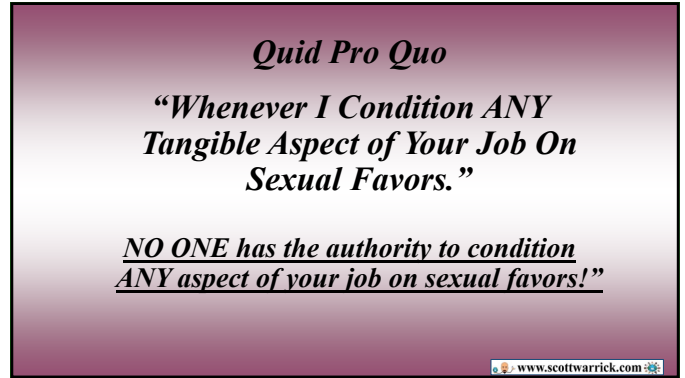 Quid Pro Quo
“Whenever I Condition ANY
Tangible Aspect of Your Job On
Sexual Favors.”
NO ONE has the authority to condition
ANY aspect of your job on sexual favors!”
www.scottwarrick.com